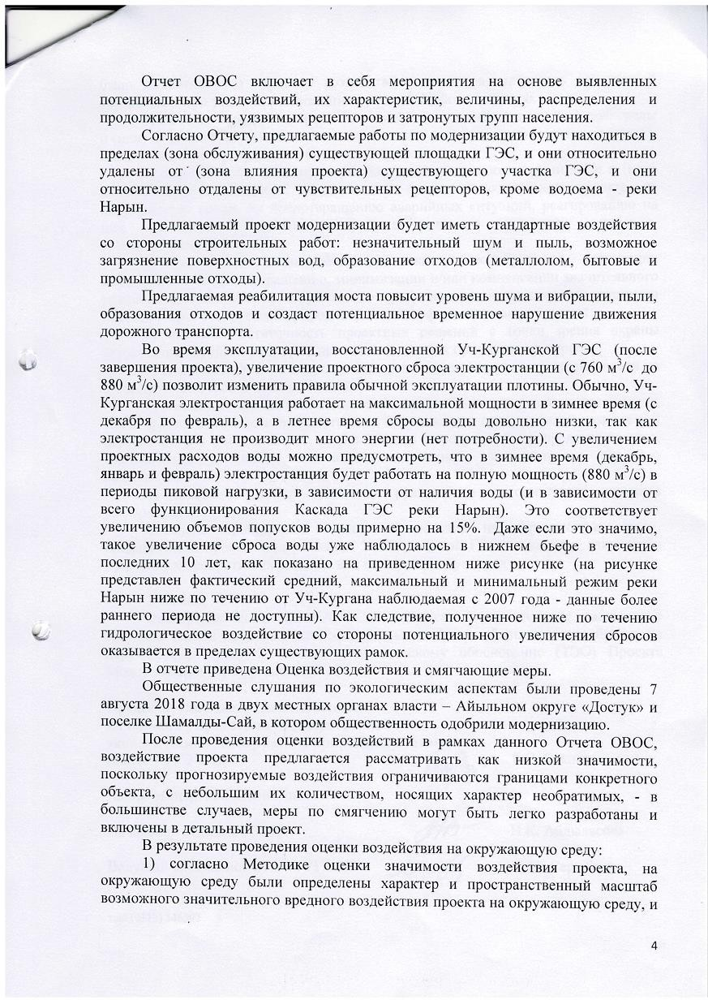 Отчет ОВОС включает в себя мероприятия на основе выявленных
потенциальных воздействий, их характеристик, величины, распределения и
продолжительности, уязвимых рецепторов и затронутых групп населения.
Согласно Отчету, предлагаемые работы по модернизации будут находиться в
пределах (зона обслуживания) существующей площадки ГЭС, и они относительно
удалены от (зона влияния проекта) существующего участка ГЭС, и они
относительно отдалены от чувствительных рецепторов, кроме водоема - реки
Нарын.
Предлагаемый проект модернизации будет иметь стандартные воздействия
со стороны строительных работ: незначительный шум и пыль, возможное
загрязнение поверхностных вод, образование отходов (металлолом, бытовые и
промышленные отходы).
Предлагаемая реабилитация моста повысит уровень шума и вибрации, пыли,
образования отходов и создаст потенциальное временное нарушение движения
дорожного транспорта.
Во время эксплуатации, восстановленной Уч-Курганской ГЭС (после
завершения проекта), увеличение проектного сброса электростанции (с 760 м³/с до
880 м³/с) позволит изменить правила обычной эксплуатации плотины. Обычно, Уч-
Курганская электростанция работает на максимальной мощности в зимнее время (с
декабря по февраль), а в летнее время сбросы воды довольно низки, так как
электростанция не производит много энергии (нет потребности). С увеличением
проектных расходов воды можно предусмотреть, что в зимнее время (декабрь,
январь и февраль) электростанция будет работать на полную мощность (880 м³/с) в
периоды пиковой нагрузки, в зависимости от наличия воды (и в зависимости от
всего функционирования Каскада ГЭС реки Нарын). Это соответствует
увеличению объемов попусков воды примерно на 15%. Даже если это значимо,
такое увеличение сброса воды уже наблюдалось в нижнем бьефе в течение
последних 10 лет, как показано на приведенном ниже рисунке (на рисунке
представлен фактический средний, максимальный и минимальный режим реки
Нарын ниже по течению от Уч-Кургана наблюдаемая с 2007 года - данные более
раннего периода не доступны). Как следствие, полученное ниже по течению
гидрологическое воздействие со стороны потенциального увеличения сбросов
оказывается в пределах существующих рамок.
В отчете приведена Оценка воздействия и смягчающие меры.
Общественные слушания по экологическим аспектам были проведены 7
августа 2018 года в двух местных органах власти – Айыльном округе «Достук» и
поселке Шамалды-Сай, в котором общественность одобрили модернизацию.
После проведения оценки воздействий в рамках данного Отчета ОВОС,
воздействие проекта предлагается рассматривать как низкой значимости,
поскольку прогнозируемые воздействия ограничиваются границами конкретного
объекта, с небольшим их количеством, носящих характер необратимых, - в
большинстве случаев, меры по смягчению могут быть легко разработаны и
включены в детальный проект.
В результате проведения оценки воздействия на окружающую среду:
1) согласно Методике оценки значимости воздействия проекта, на
окружающую среду были определены характер и пространственный масштаб
возможного значительного вредного воздействия проекта на окружающую среду, и
4